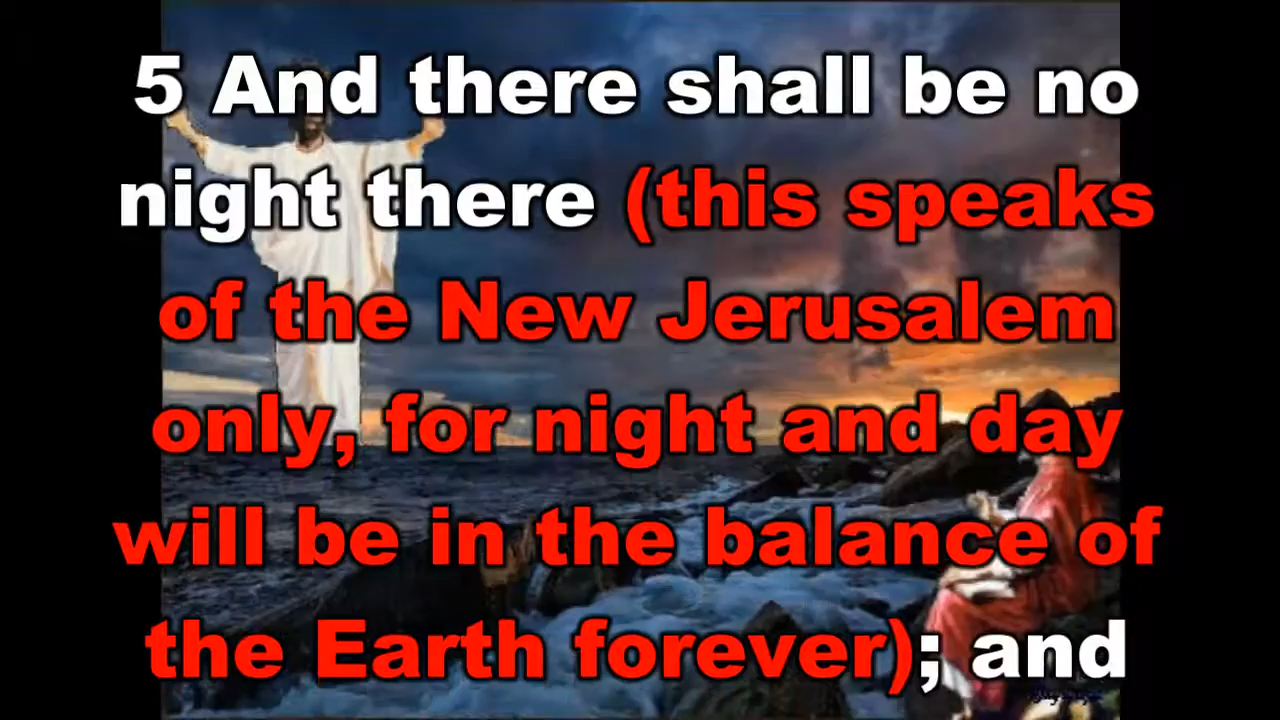 5 And there shall be no
night there (this speaks
of the New Jerusalem
only, for night and day
will be in the balance of
the Earth forever); and